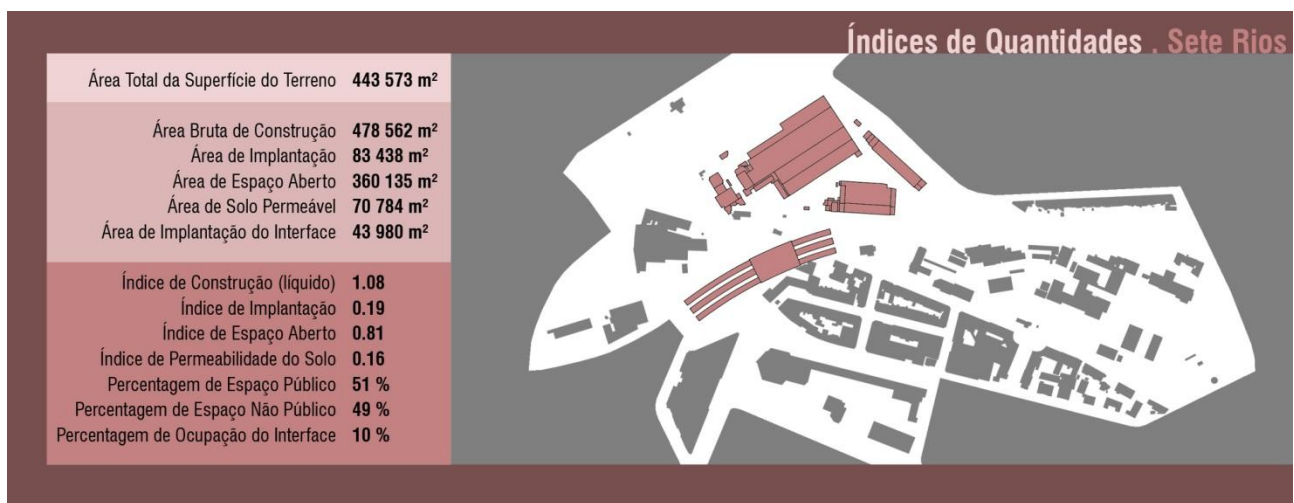 Índices de Quantidades . Sete Rios
Área Total da Superfície do Terreno 443 573 m²
Área Bruta de Construção 478 562 m²
Área de Implantação 83 438 m²
Área de Espaço Aberto 360 135 m²
Área de Solo Permeável 70 784 m²
Área de Implantação do Interface 43 980 m²
Índice de Construção (líquido) 1.08
Índice de Implantação 0.19
Índice de Espaço Aberto 0.81
Índice de Permeabilidade do Solo 0.16
Percentagem de Espaço Público 51 %
Percentagem de Espaço Não Público 49 %
Percentagem de Ocupação do Interface 10 %